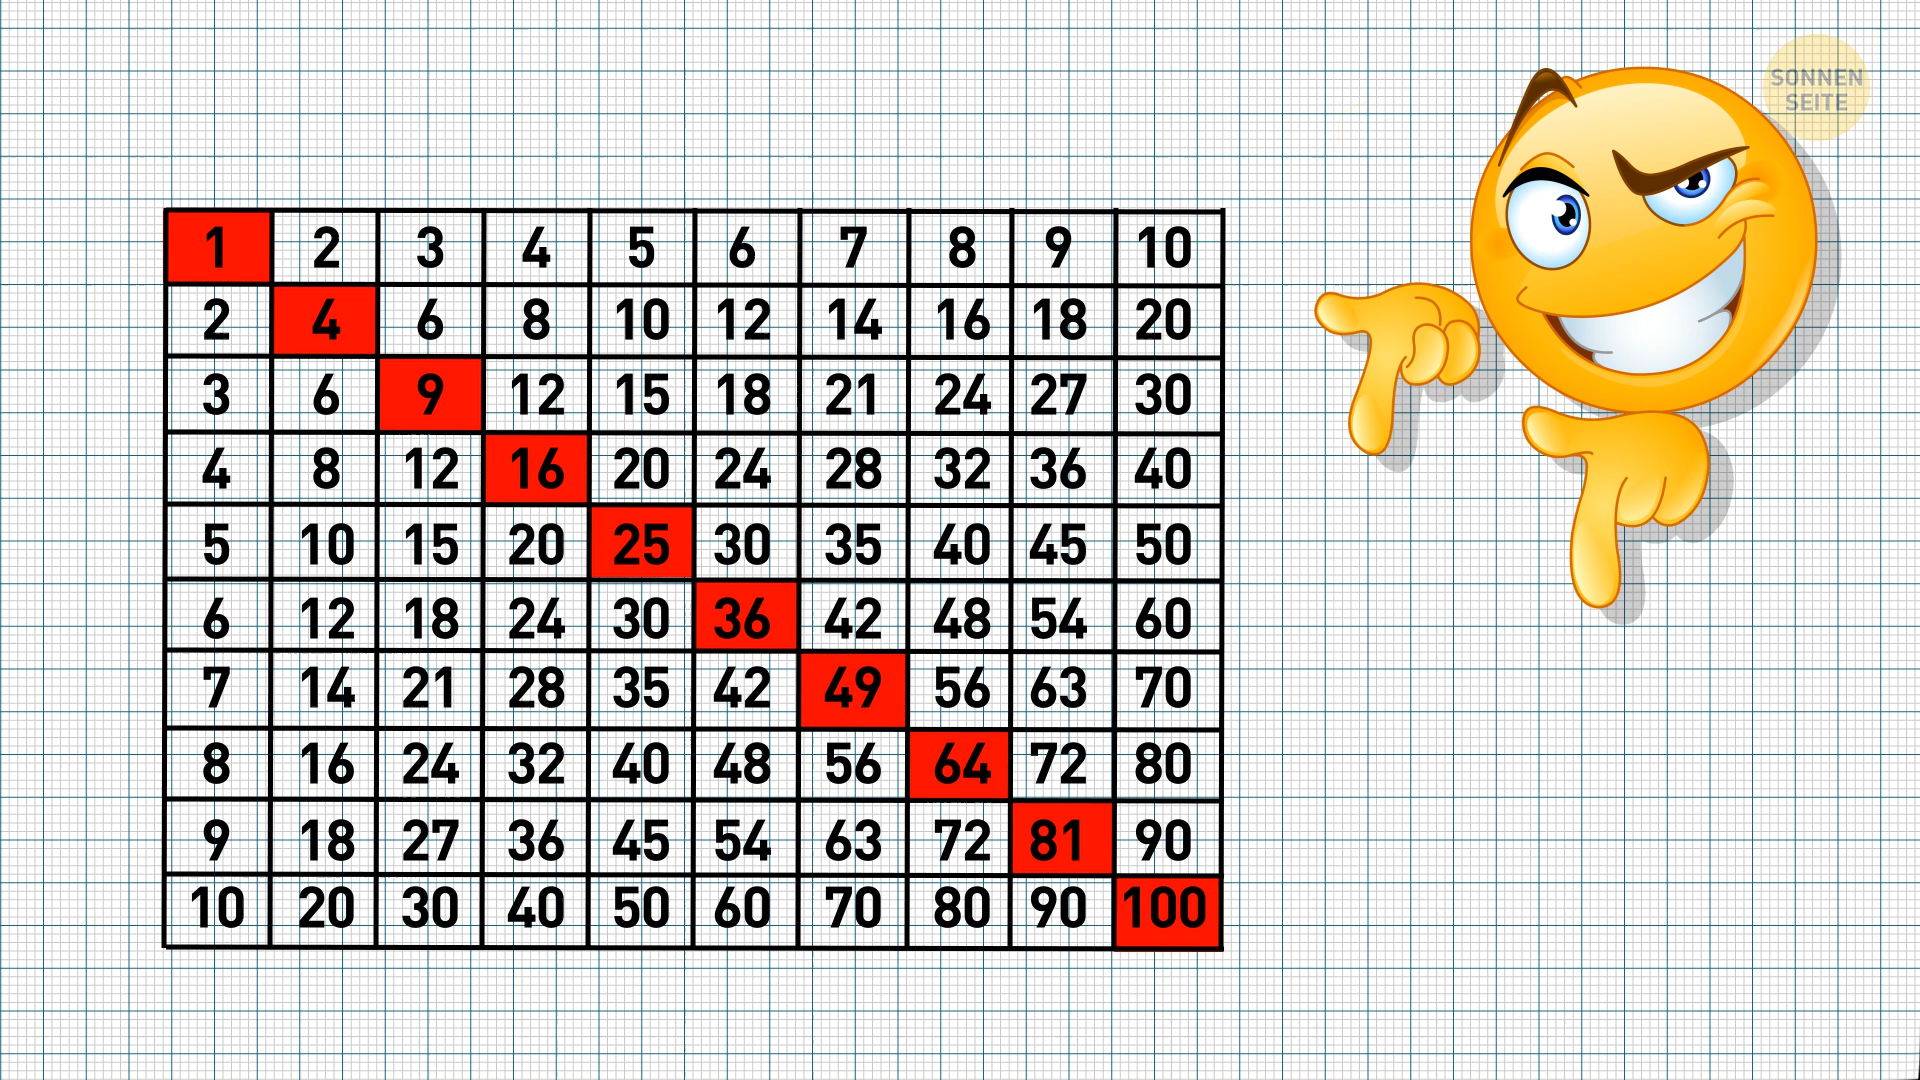 SONNEN
SEITE
1 2 3 4 5 6 7 8 9 10
2 4 6 8 10 12 14 16 18 20
3 6 9 12 15 18 21 24 27 30
4 8 12 16 20 24 28 32 36 40
5 10 15 20 25 30 35 40 45 50
6 12 18 24 30 36 42 48 54 60
7 14 21 28 35 42 49 56 63 70
8 16 24 32 40 48 56 64 72 80
9 18 27 36 45 54 63 72 81 90
10 20 30 40 50 60 70 80 90 100